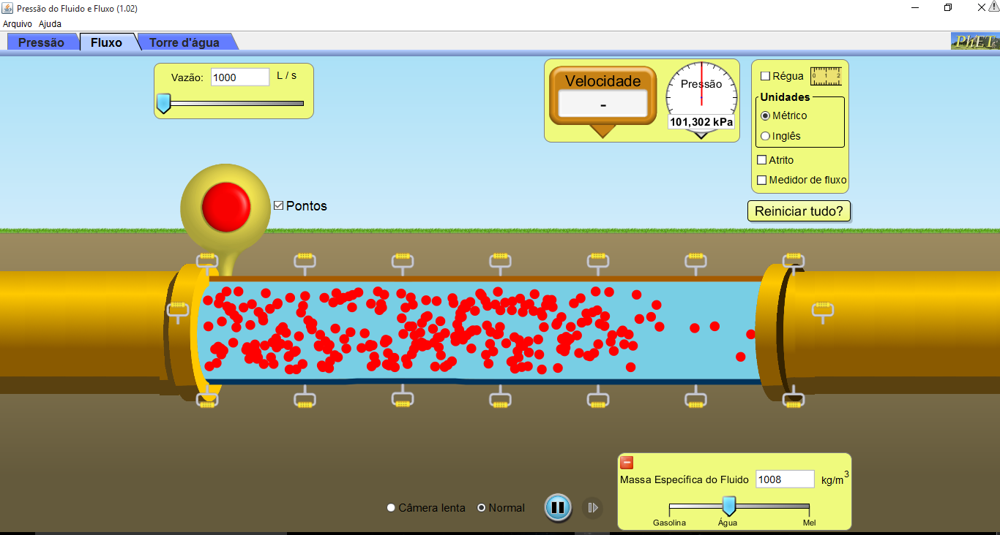 Pressão do Fluido e Fluxo (1.02)
Arquivo Ajuda
Pressão Fluxo Torre d'água
PhET
Vazão: 1000 L / s
Velocidade
-
Pressão
101,302 kPa
Régua 0 1 2
Unidades
Métrico
Inglês
Atrito
Medidor de fluxo
Reiniciar tudo?
Pontos
Massa Específica do Fluido 1008 kg/m3
Gasolina Água Mel
Câmera lenta Normal